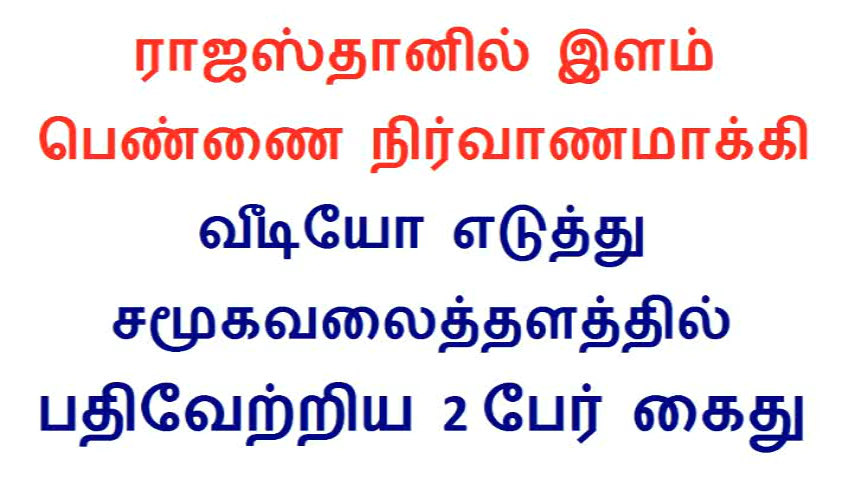 ராஜஸ்தானில் இளம்
பெண்ணை நிர்வாணமாக்கி
வீடியோ எடுத்து
சமூகவலைத்தளத்தில்
பதிவேற்றிய 2 பேர் கைது